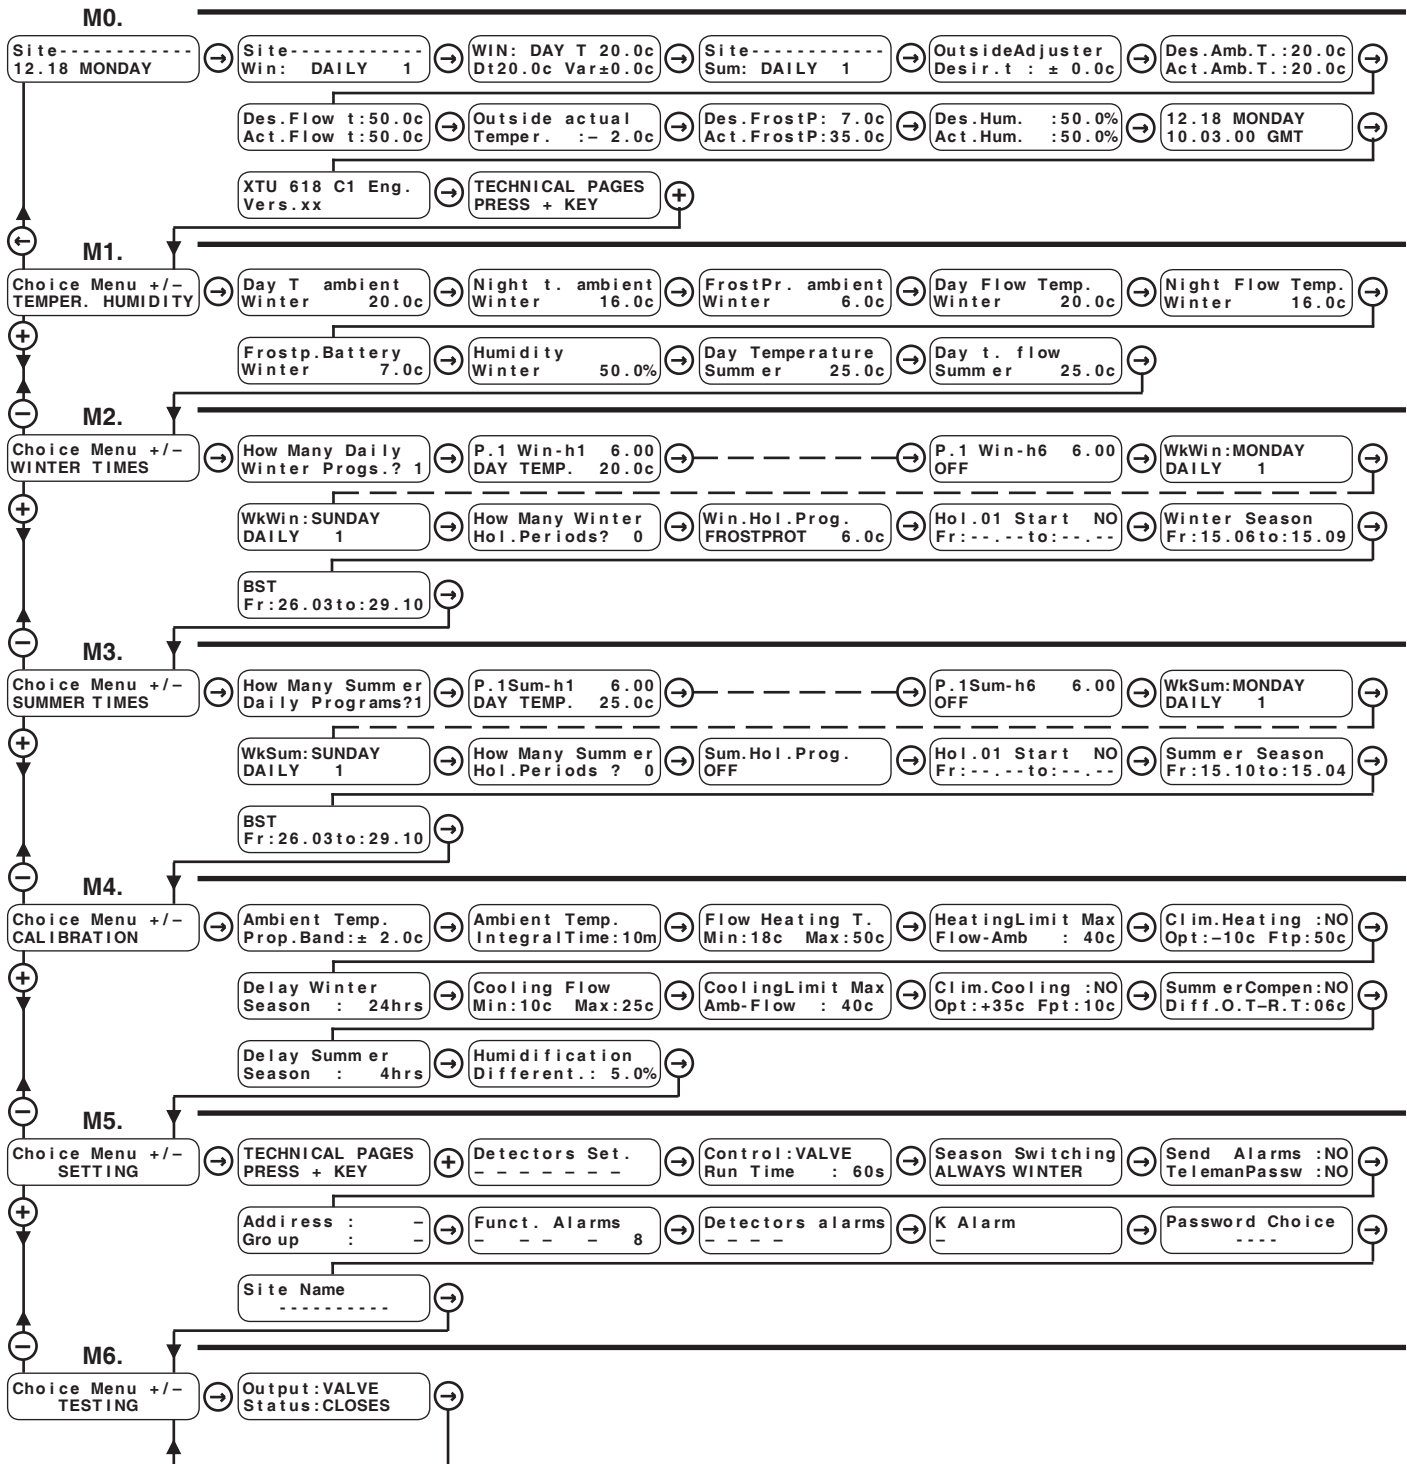 M0.
Site------------
12.18 MONDAY
Site------------
Win: DAILY 1
WIN: DAY T 20.0c
Dt20.0c Var±0.0c
Site------------
Sum: DAILY 1
OutsideAdjuster
Desir.t : ± 0.0c
Des.Amb.T.:20.0c
Act.Amb.T.:20.0c
Des.Flow t:50.0c
Act.Flow t:50.0c
Outside actual
Temper. :– 2.0c
Des.FrostP: 7.0c
Act.FrostP:35.0c
Des.Hum. :50.0%
Act.Hum. :50.0%
12.18 MONDAY
10.03.00 GMT
XTU 618 C1 Eng.
Vers.xx
TECHNICAL PAGES
PRESS + KEY
M1.
Choice Menu +/–
TEMPER. HUMIDITY
Day T ambient
Winter 20.0c
Night t. ambient
Winter 16.0c
FrostPr. ambient
Winter 6.0c
Day Flow Temp.
Winter 20.0c
Night Flow Temp.
Winter 16.0c
Frostp.Battery
Winter 7.0c
Humidity
Winter 50.0%
Day Temperature
Summer 25.0c
Day t. flow
Summer 25.0c
M2.
Choice Menu +/–
WINTER TIMES
How Many Daily
Winter Progs.? 1
P.1 Win-h1 6.00
DAY TEMP. 20.0c
P.1 Win-h6 6.00
OFF
WkWin:MONDAY
DAILY 1
WkWin:SUNDAY
DAILY 1
How Many Winter
Hol.Periods? 0
Win.Hol.Prog.
FROSTPROT 6.0c
Hol.01 Start NO
Fr:--.--to:--.--
Winter Season
Fr:15.06to:15.09
BST
Fr:26.03to:29.10
M3.
Choice Menu +/–
SUMMER TIMES
How Many Summer
Daily Programs?1
P.1Sum-h1 6.00
DAY TEMP. 25.0c
P.1Sum-h6 6.00
OFF
WkSum:MONDAY
DAILY 1
WkSum:SUNDAY
DAILY 1
How Many Summer
Hol.Periods ? 0
Sum.Hol.Prog.
OFF
Hol.01 Start NO
Fr:--.--to:--.--
Summer Season
Fr:15.10to:15.04
BST
Fr:26.03to:29.10
M4.
Choice Menu +/–
CALIBRATION
Ambient Temp.
Prop.Band:± 2.0c
Ambient Temp.
IntegralTime:10m
Flow Heating T.
Min:18c Max:50c
HeatingLimit Max
Flow-Amb : 40c
Clim.Heating :NO
Opt:–10c Ftp:50c
Delay Winter
Season : 24hrs
Cooling Flow
Min:10c Max:25c
CoolingLimit Max
Amb-Flow : 40c
Clim.Cooling :NO
Opt:+35c Fpt:10c
SummerCompen:NO
Diff.O.T–R.T:06c
Delay Summer
Season : 4hrs
Humidification
Different.: 5.0%
M5.
Choice Menu +/–
SETTING
TECHNICAL PAGES
PRESS + KEY
Detectors Set.
– – – – – – –
Control:VALVE
Run Time : 60s
Season Switching
ALWAYS WINTER
Send Alarms :NO
TelemanPassw :NO
Addiress : –
Group : –
Funct. Alarms
– – – – 8
Detectors alarms
– – – –
K Alarm
–
Password Choice
----
Site Name
----------
M6.
Choice Menu +/–
TESTING
Output:VALVE
Status:CLOSES